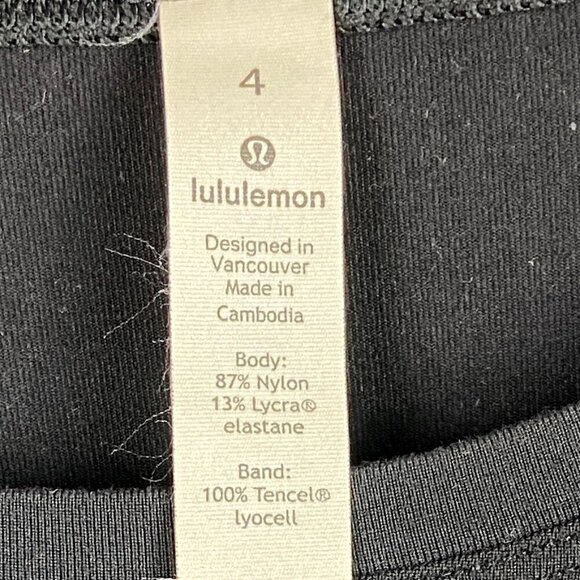 4
lululemon
Designed in
Vancouver
Made in
Cambodia
Body:
87% Nylon
13% Lycra®
elastane
Band:
100% Tencel®
lyocell